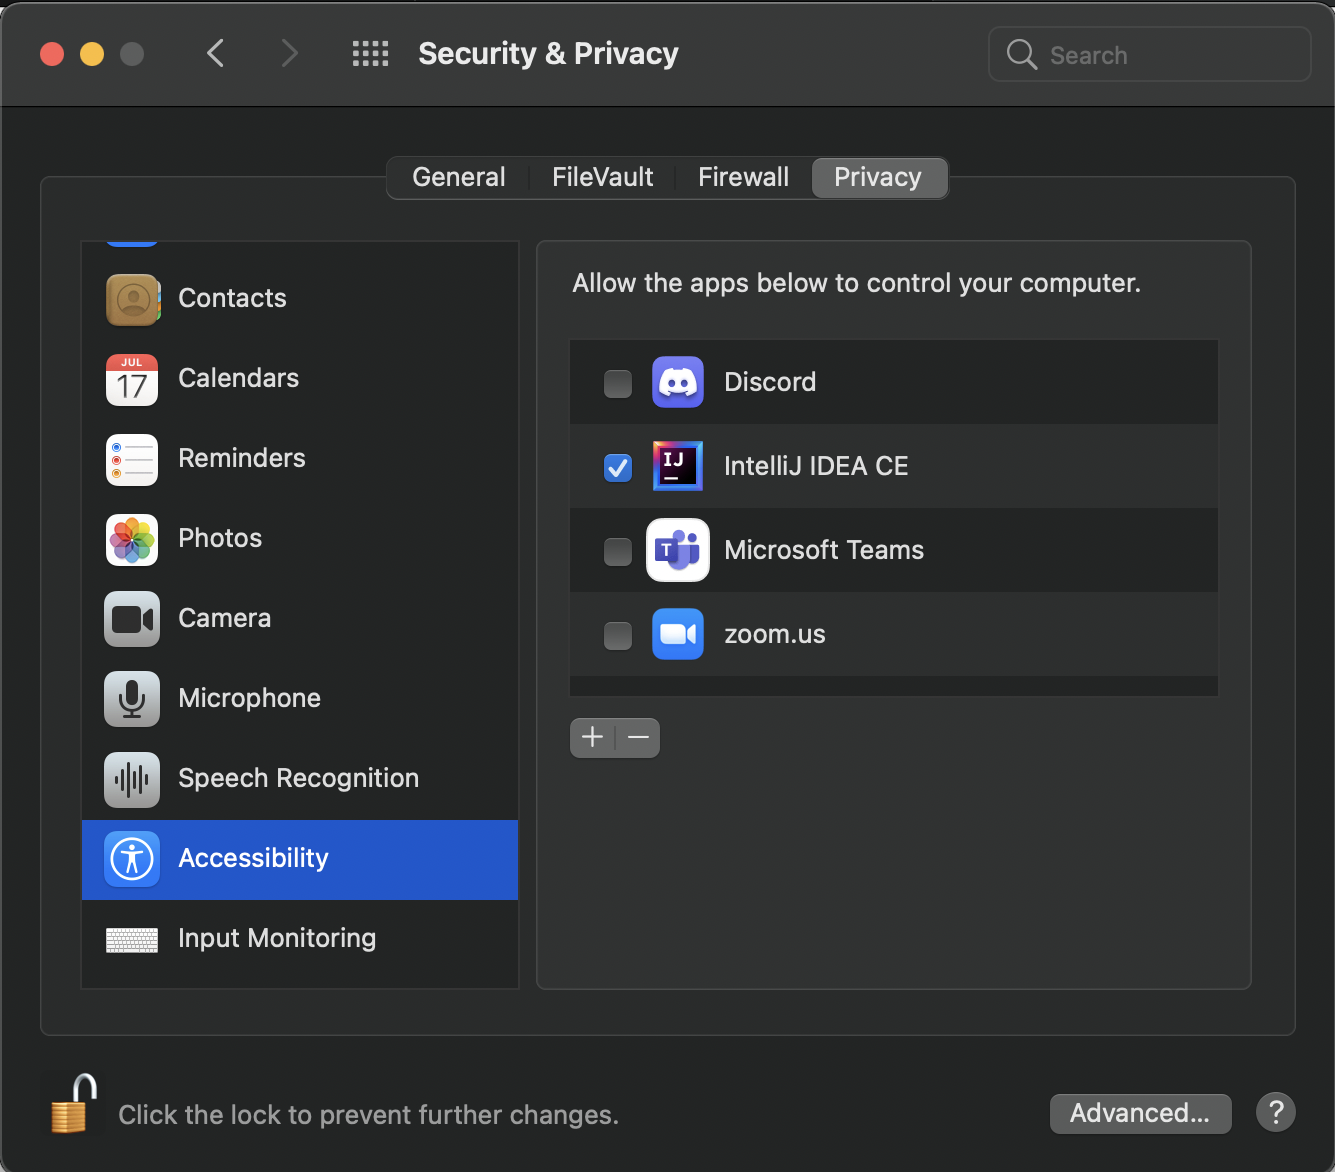 Security & Privacy
Search
General
FileVault
Firewall
Privacy
Contacts
JUL
17
Calendars
Reminders
Photos
Camera
Microphone
Speech Recognition
Accessibility
Input Monitoring
Allow the apps below to control your computer.
Discord
IJ
IntelliJ IDEA CE
T
Microsoft Teams
zoom.us
+
−
Click the lock to prevent further changes.
Advanced...
?